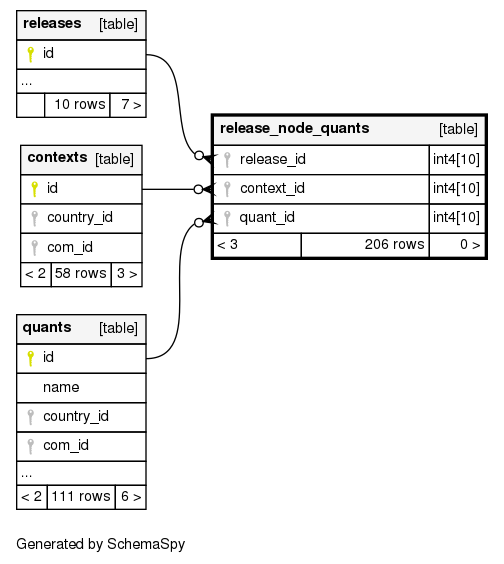 releases [table]
id
...
10 rows 7 >
contexts [table]
id
country_id
com_id
< 2 58 rows 3 >
quants [table]
id
name
country_id
com_id
...
< 2 111 rows 6 >
release_node_quants [table]
release_id int4[10]
context_id int4[10]
quant_id int4[10]
< 3 206 rows 0 >
Generated by SchemaSpy